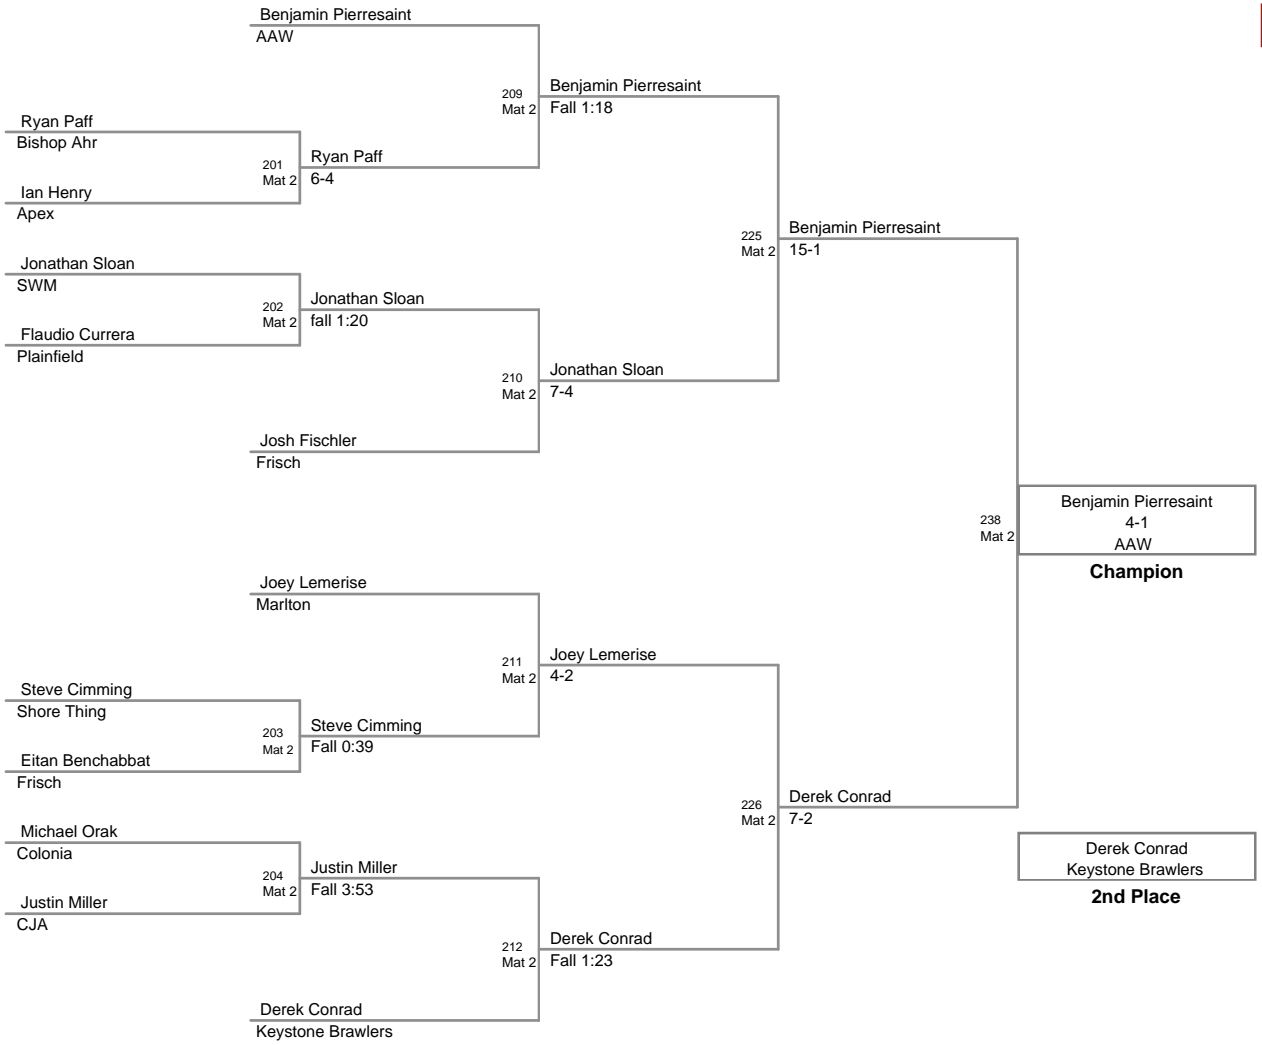 Benjamin Pierresaint
AAW
209
Mat 2
Benjamin Pierresaint
Fall 1:18
Ryan Paff
Bishop Ahr
201
Mat 2
Ryan Paff
6-4
Ian Henry
Apex
225
Mat 2
Benjamin Pierresaint
15-1
Jonathan Sloan
SWM
202
Mat 2
Jonathan Sloan
fall 1:20
Flaudio Currera
Plainfield
210
Mat 2
Jonathan Sloan
7-4
Josh Fischler
Frisch
238
Mat 2
Benjamin Pierresaint
4-1
AAW
Champion
Joey Lemerise
Marlton
211
Mat 2
Joey Lemerise
4-2
Steve Cimming
Shore Thing
203
Mat 2
Steve Cimming
Fall 0:39
Eitan Benchabbat
Frisch
226
Mat 2
Derek Conrad
7-2
Michael Orak
Colonia
204
Mat 2
Justin Miller
Fall 3:53
Justin Miller
CJA
Derek Conrad
Keystone Brawlers
2nd Place
212
Mat 2
Derek Conrad
Fall 1:23
Derek Conrad
Keystone Brawlers